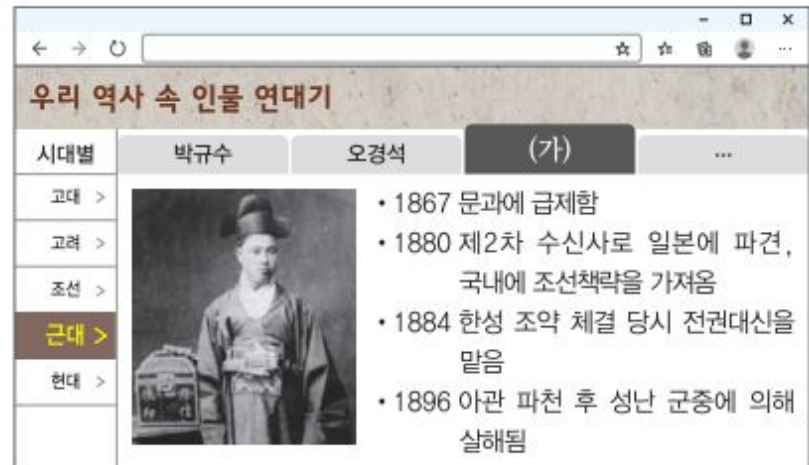 우리 역사 속 인물 연대기
시대별 박규수 오경석 (가) ...
고대 >
고려 >
조선 >
근대 >
현대 >
• 1867 문과에 급제함
• 1880 제2차 수신사로 일본에 파견,
국내에 조선책략을 가져옴
• 1884 한성 조약 체결 당시 전권대신을
맡음
• 1896 아관 파천 후 성난 군중에 의해
살해됨